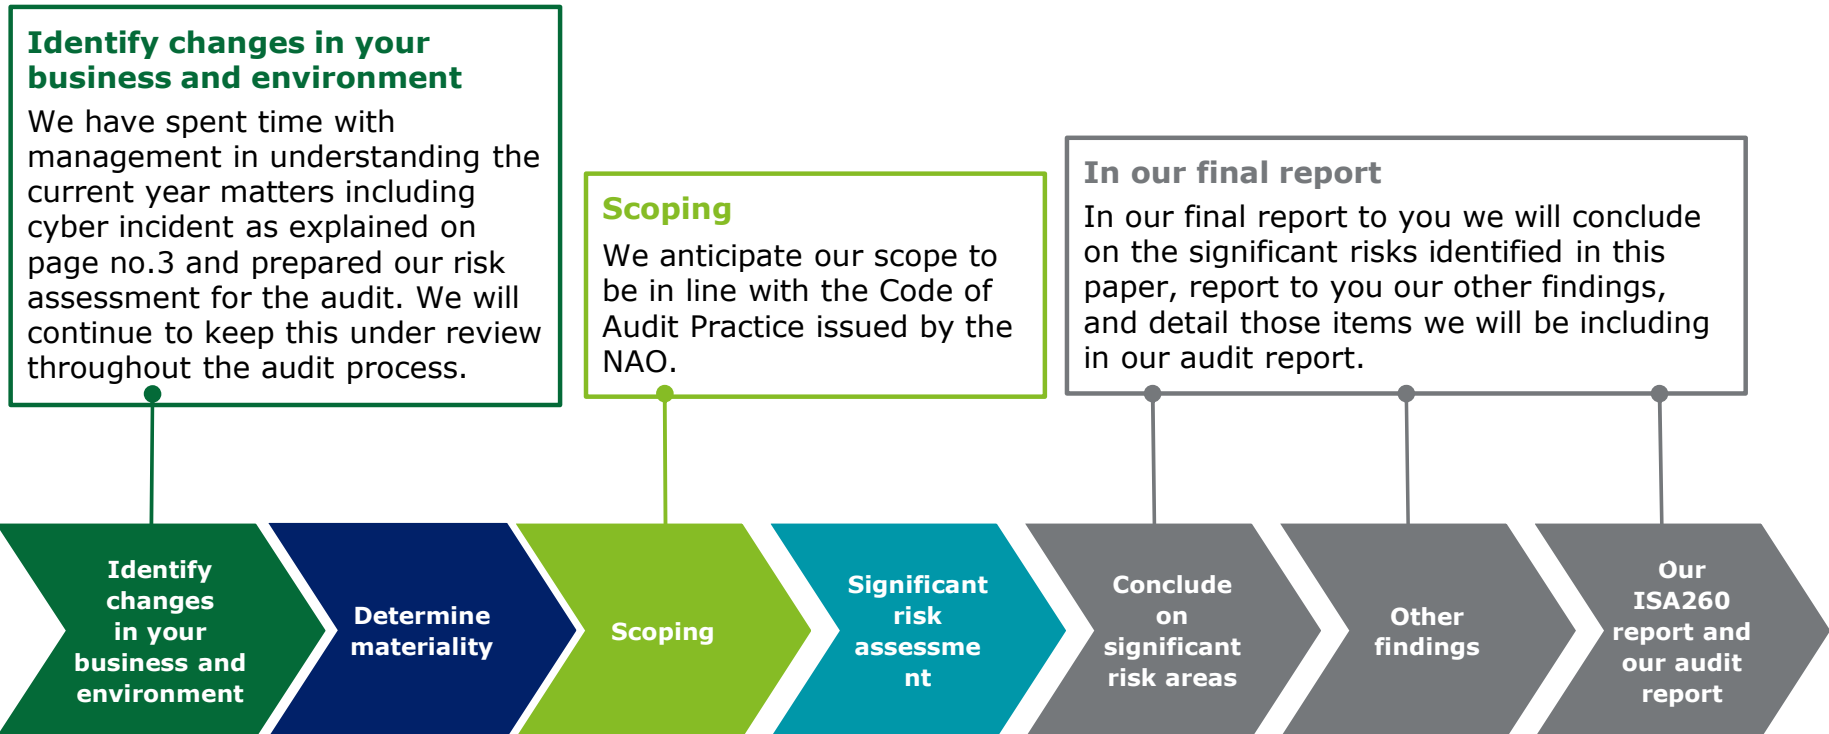 Identify changes in your
business and environment
We have spent time with
management in understanding the
current year matters including
cyber incident as explained on
page no.3 and prepared our risk
assessment for the audit. We will
continue to keep this under review
throughout the audit process.
Scoping
We anticipate our scope to
be in line with the Code of
Audit Practice issued by the
NAO.
In our final report
In our final report to you we will conclude
on the significant risks identified in this
paper, report to you our other findings,
and detail those items we will be including
in our audit report.
Identify
changes
in your
business and
environment
Determine
materiality
Scoping
Significant
risk
assessme
nt
Conclude
on
significant
risk areas
Other
findings
Our
ISA260
report and
our audit
report